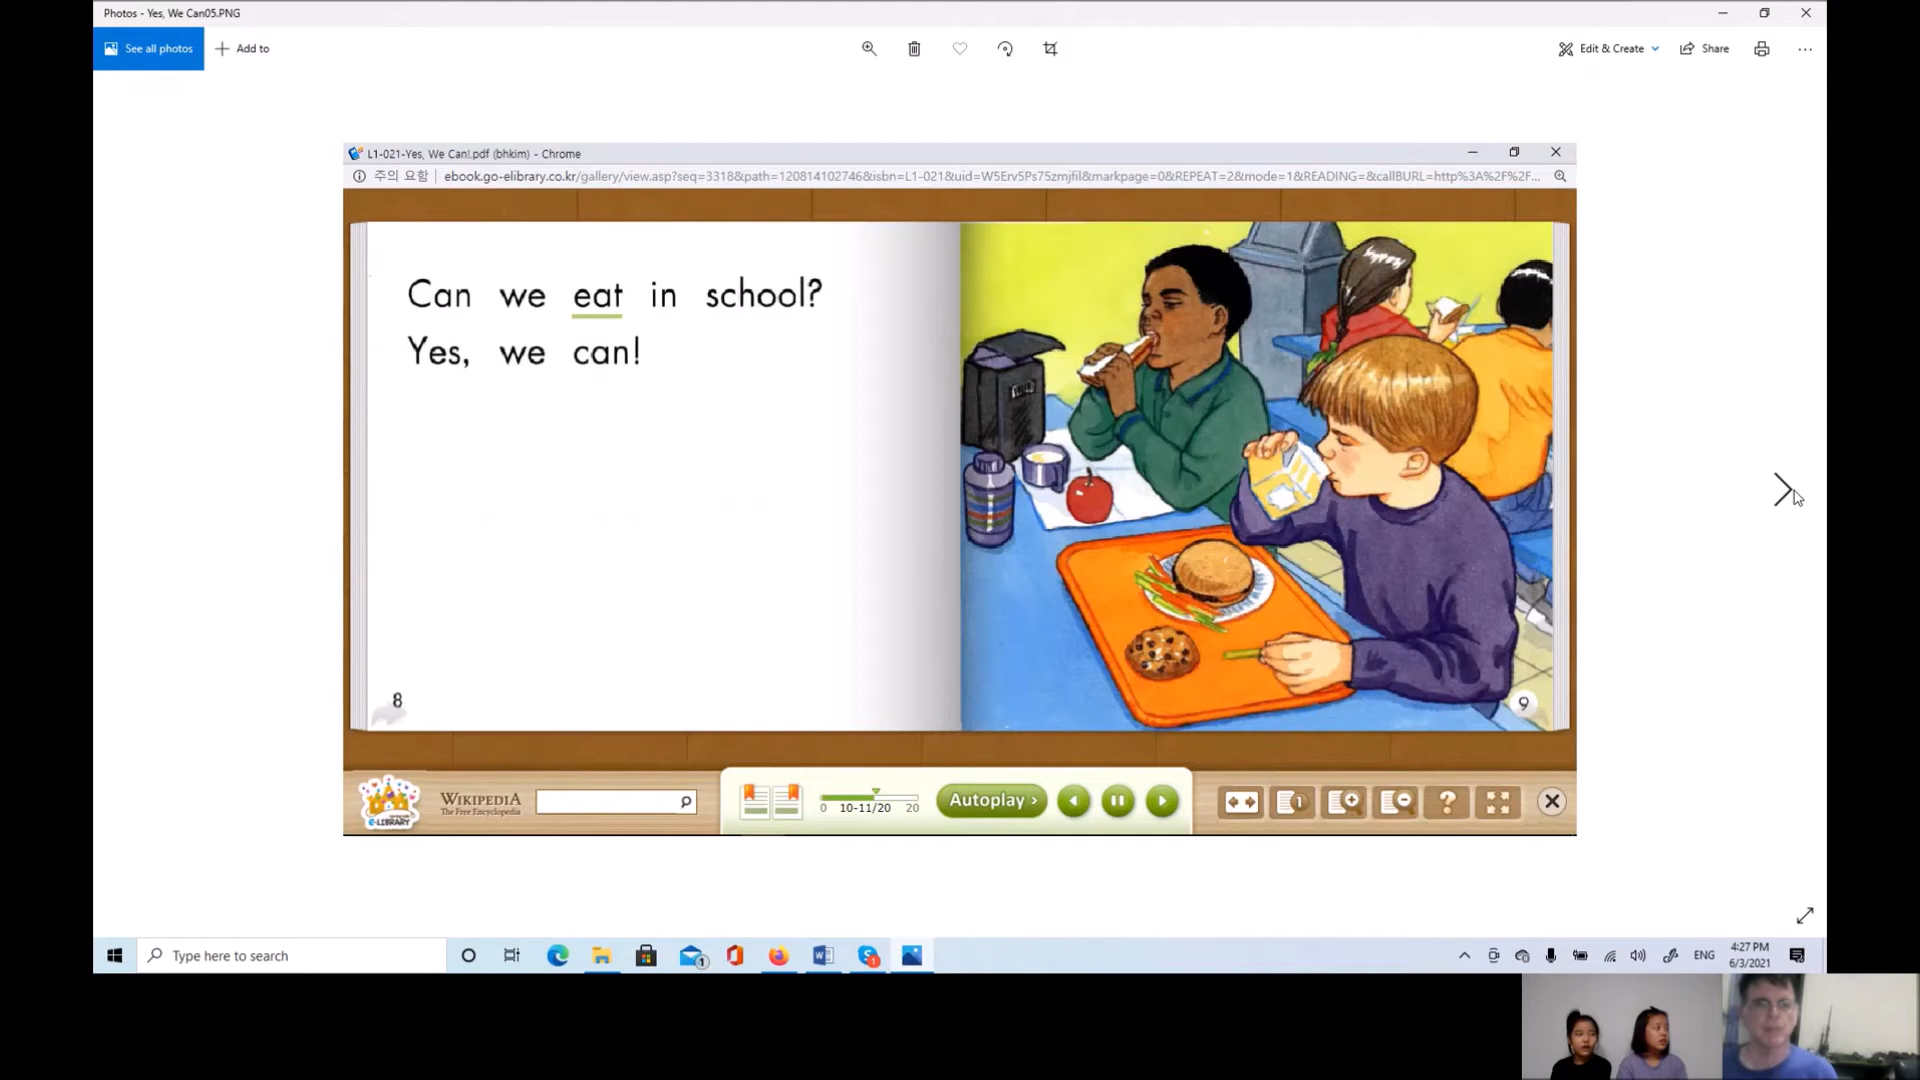 Photos - Yes, We Can05.PNG
See all photos
Add to
Edit & Create
Share
L1-021-Yes, We Can!.pdf (bhkim) - Chrome
주의 요함 | ebook.go-elibrary.co.kr/gallery/view.asp?seq=3318&path=120814102746&isbn=L1-021&uid=W5Erv5Ps75zmjfil&markpage=0&REPEAT=2&mode=1&READING=&callBURL=http%3A%2F%2F...
Can we eat in school?
Yes, we can!
8
9
e-LIBRARY
WIKIPEDIA
The Free Encyclopedia
0 10-11/20 20
Autoplay ›
1
?
Type here to search
1
ENG
4:27 PM
6/3/2021